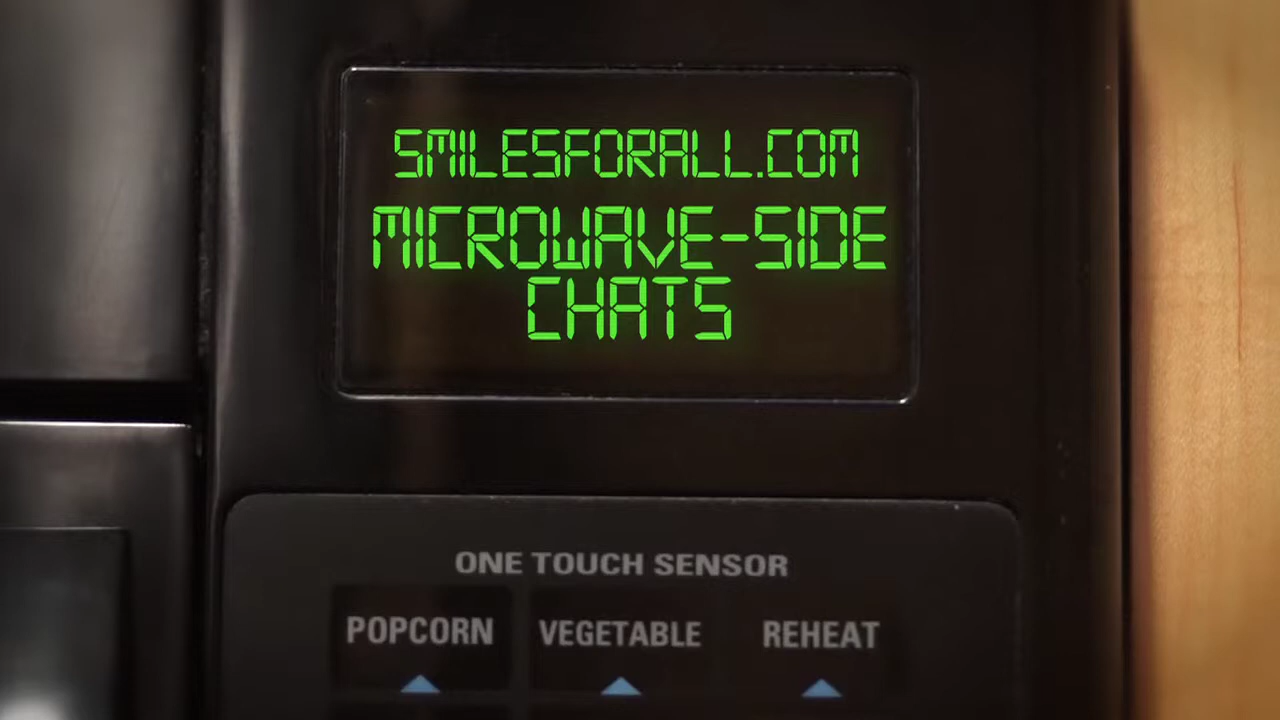 SMILESFORALL.COM
MICROWAVE-SIDE
CHATS
ONE TOUCH SENSOR
POPCORN VEGETABLE REHEAT